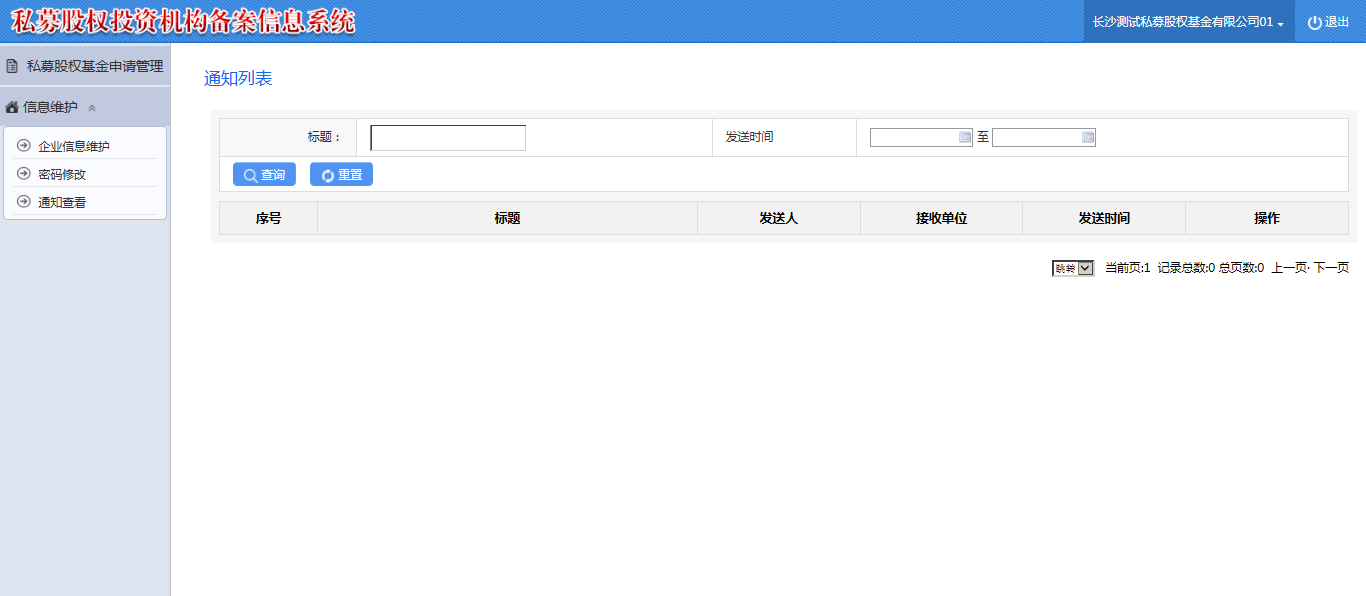 私募股权投资机构备案信息系统
长沙测试私募股权基金有限公司01 退出
私募股权基金申请管理
信息维护
企业信息维护
密码修改
通知查看
通知列表
标题： 发送时间 至
查询 重置
序号 标题 发送人 接收单位 发送时间 操作
跳转 当前页:1 记录总数:0 总页数:0 上一页· 下一页